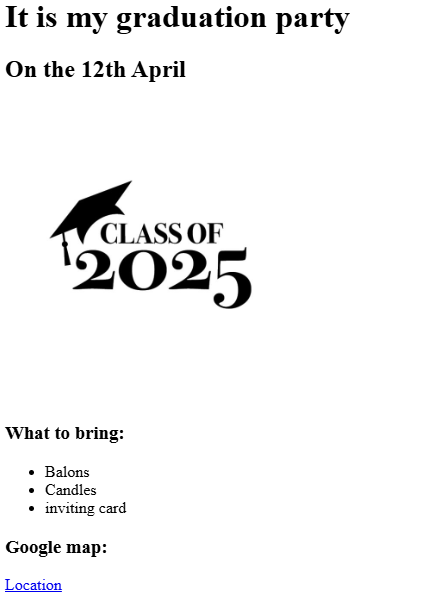 It is my graduation party
On the 12th April
CLASS OF
2025
What to bring:
Balons
Candles
inviting card
Google map:
Location